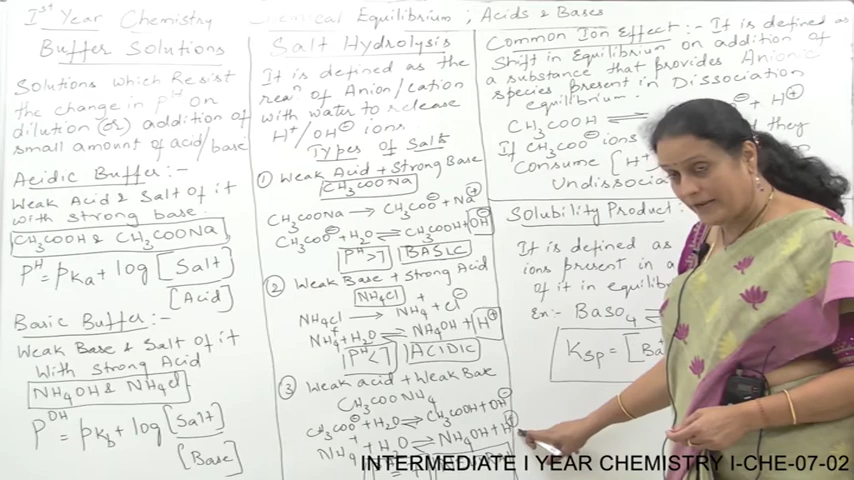 Ist Year Chemistry
Chemical Equilibrium ; Acids & Bases
Buffer Solutions
Solutions which Resist
the change in pH on
dilution (or) addition of
small amount of acid/base
Acidic Buffer :-
Weak Acid & Salt of it
with strong base.
CH3COOH & CH3COONa
PH = pka + log [Salt]
[Acid]
Basic Buffer :-
Weak Base & Salt of it
With Strong Acid
NH4OH & NH4Cl
POH = pkb + log [Salt]
[Base]
Salt Hydrolysis
It is defined as the
reaⁿ of Anion/cation
with water to release
H+/OH⊖ ions
Types of Salts
① Weak Acid + Strong Base
CH3COONa
CH3COONa → CH3COO⊖ + Na⊕
CH3COO⊖ + H2O ⇌ CH3COOH + OH⊖
PH>7 BASIC
② Weak Base + Strong Acid
NH4Cl
NH4Cl → NH4+ + Cl⊖
NH4+ + H2O ⇌ NH4OH + H⊕
PH<7 ACIDIC
③ Weak acid + Weak Base
CH3COONH4
CH3COO⊖ + H2O ⇌ CH3COOH + OH⊖
NH4+ + H2O ⇌ NH4OH + H⊕
Common Ion Effect :- It is defined as
Shift in Equilibrium on addition of
a substance that provides Anionic
species present in Dissociation
equilibrium.
CH3COOH ⇌ ⊖ + H⊕
If CH3COO⊖ ions they
Consume [H+
Undissocia
Solubility Product:
It is defined as
ions present in a
of it in equilib
En:- BaSO4 ⇌
Ksp = [Ba
INTERMEDIATE I YEAR CHEMISTRY I-CHE-07-02